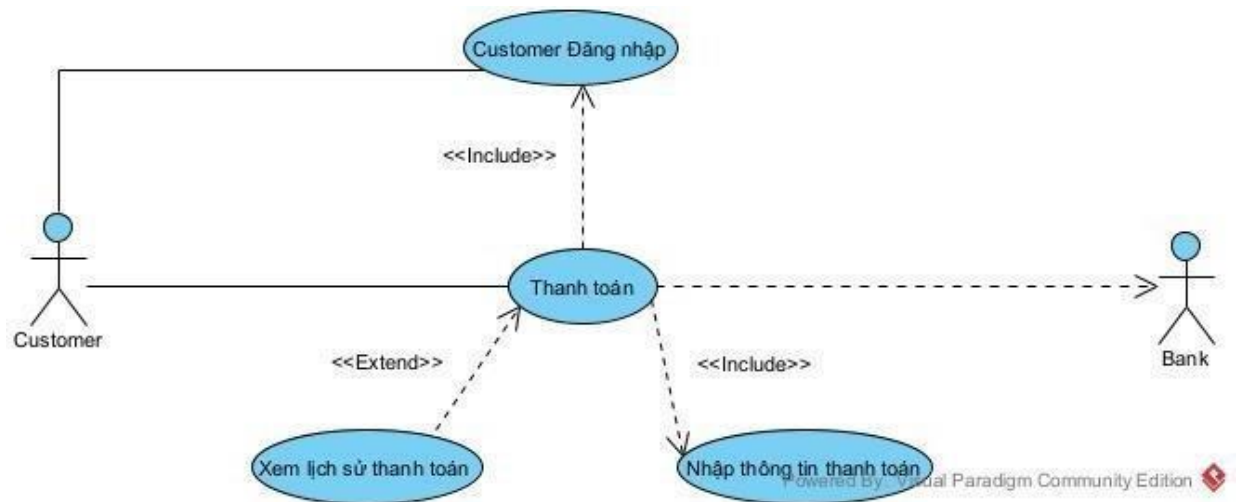 Customer Đăng nhập
<<Include>>
Thanh toán
Customer
Bank
<<Extend>>
<<Include>>
Xem lịch sử thanh toán
Nhập thông tin thanh toán
Powered By: Visual Paradigm Community Edition